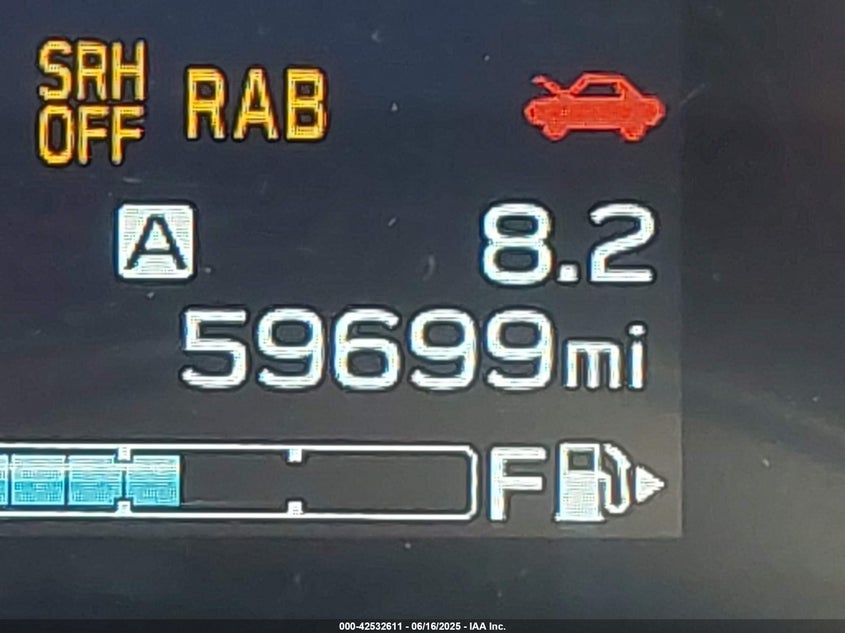 SRH RAB
OFF
A 8.2
59699mi
F
000-42532611 - 06/16/2025 - IAA Inc.